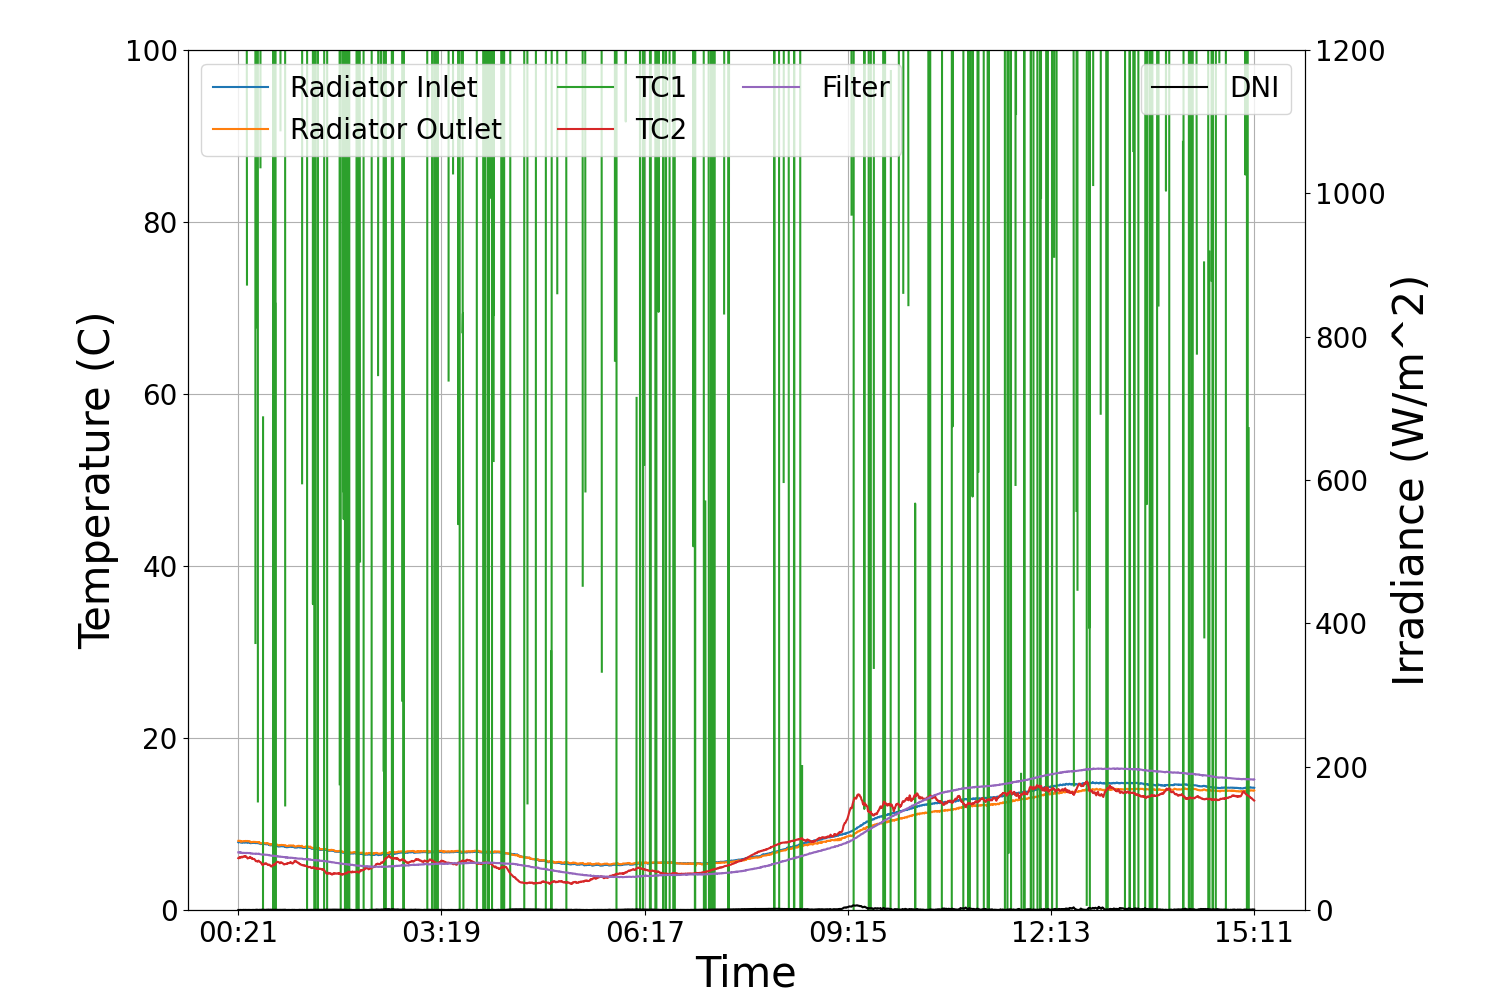 100
80
60
40
20
0
Temperature (C)
Radiator Inlet
Radiator Outlet
TC1
TC2
Filter
DNI
1200
1000
800
600
400
200
0
Irradiance (W/m^2)
00:21
03:19
06:17
09:15
12:13
15:11
Time